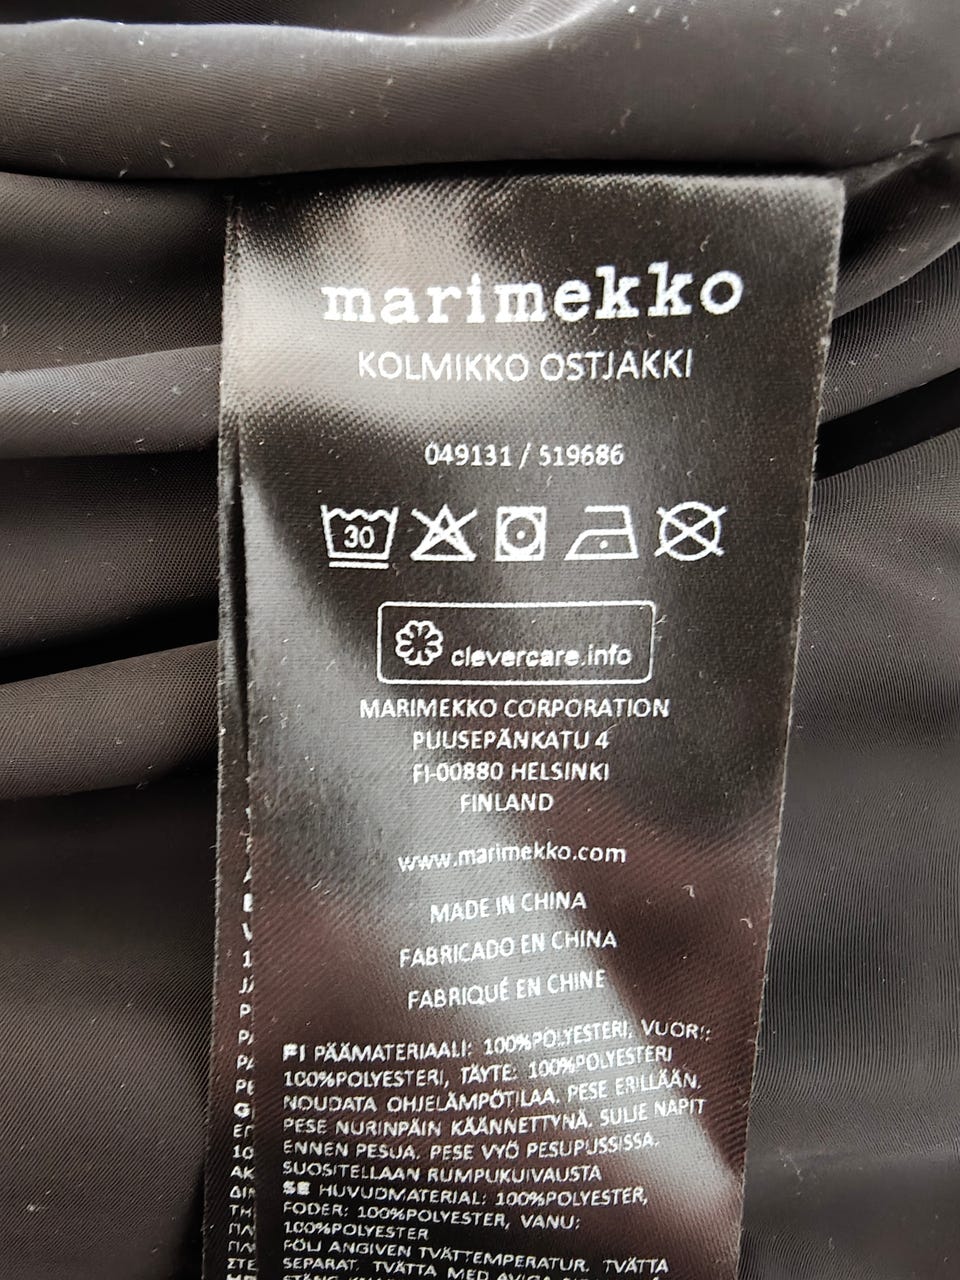 marimekko
KOLMIKKO OSTJAKKI
049131 / 519686
30
clevercare.info
MARIMEKKO CORPORATION
PUUSEPÄNKATU 4
FI-00880 HELSINKI
FINLAND
www.marimekko.com
MADE IN CHINA
FABRICADO EN CHINA
FABRIQUÉ EN CHINE
FI PÄÄMATERIAALI: 100%POLYESTERI, VUORI:
100%POLYESTERI, TÄYTE: 100%POLYESTERI
NOUDATA OHJELÄMPÖTILAA. PESE ERILLÄÄN.
PESE NURINPÄIN KÄÄNNETTYNÄ. SULJE NAPIT
ENNEN PESUA. PESE VYÖ PESUPUSSISSA.
SUOSITELLAAN RUMPUKUIVAUSTA
SE HUVUDMATERIAL: 100%POLYESTER,
FODER: 100%POLYESTER, VANU:
100%POLYESTER
FÖLJ ANGIVEN TVÄTTEMPERATUR. TVÄTTA
SEPARAT. TVÄTTA MED